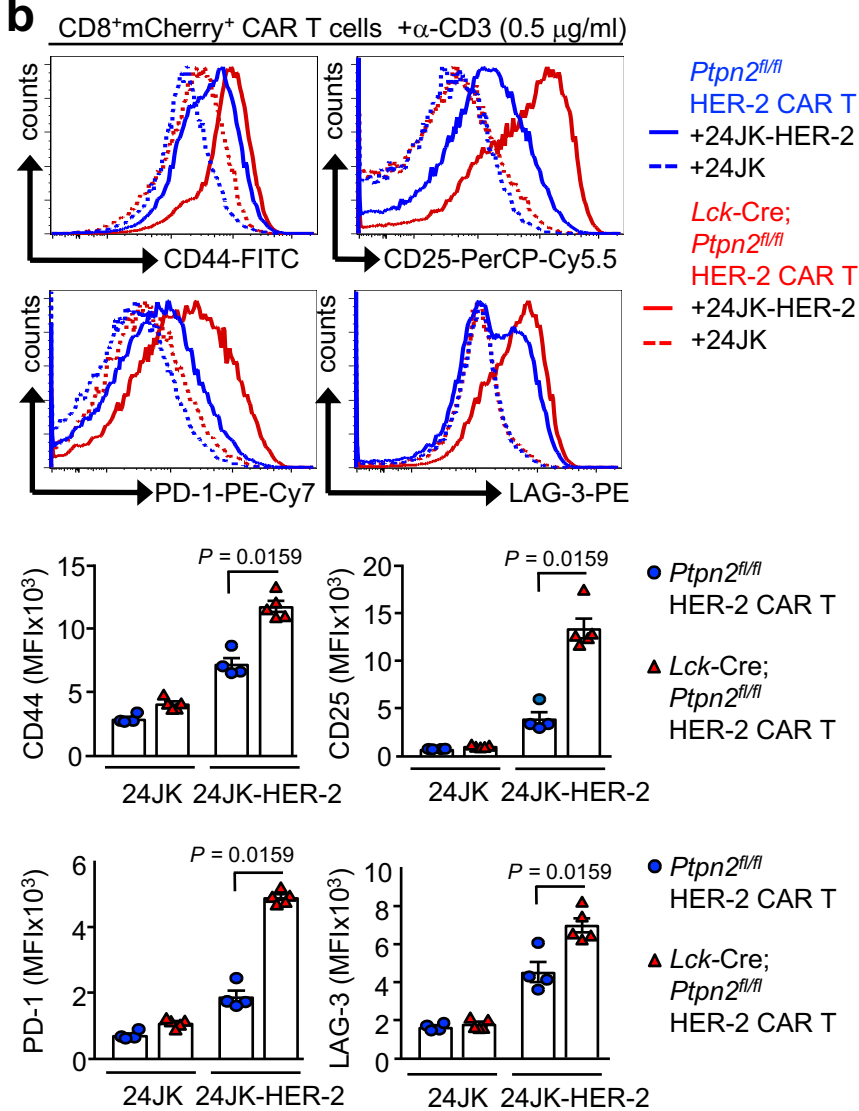 b
CD8⁺mCherry⁺ CAR T cells +α-CD3 (0.5 μg/ml)
counts
CD44-FITC
counts
CD25-PerCP-Cy5.5
counts
PD-1-PE-Cy7
counts
LAG-3-PE
Ptpn2fl/fl
HER-2 CAR T
+24JK-HER-2
+24JK
Lck-Cre;
Ptpn2fl/fl
HER-2 CAR T
+24JK-HER-2
+24JK
CD44 (MFIx10³)
15
10
5
0
P = 0.0159
24JK 24JK-HER-2
CD25 (MFIx10³)
20
15
10
5
0
P = 0.0159
24JK 24JK-HER-2
Ptpn2fl/fl
HER-2 CAR T
Lck-Cre;
Ptpn2fl/fl
HER-2 CAR T
PD-1 (MFIx10³)
6
4
2
0
P = 0.0159
24JK 24JK-HER-2
LAG-3 (MFIx10³)
10
8
6
4
2
0
P = 0.0159
24JK 24JK-HER-2
Ptpn2fl/fl
HER-2 CAR T
Lck-Cre;
Ptpn2fl/fl
HER-2 CAR T